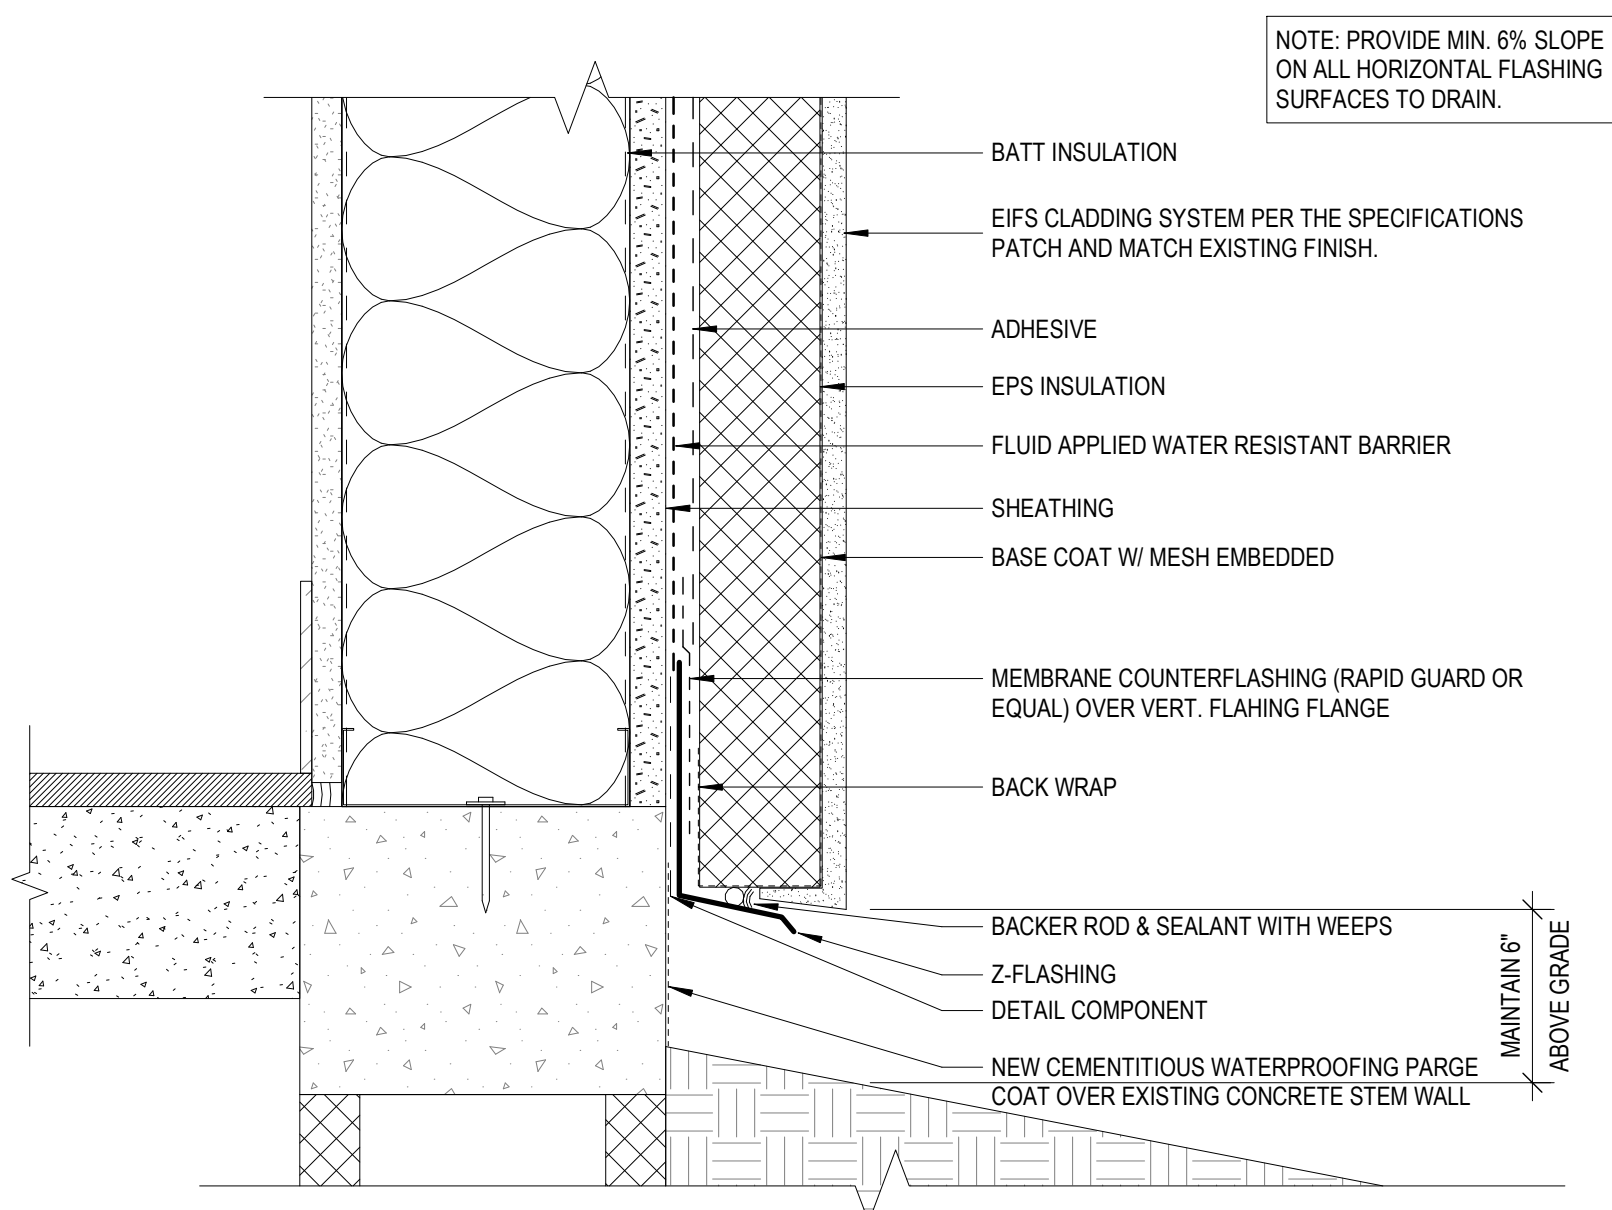 NOTE: PROVIDE MIN. 6% SLOPE
ON ALL HORIZONTAL FLASHING
SURFACES TO DRAIN.
BATT INSULATION
EIFS CLADDING SYSTEM PER THE SPECIFICATIONS
PATCH AND MATCH EXISTING FINISH.
ADHESIVE
EPS INSULATION
FLUID APPLIED WATER RESISTANT BARRIER
SHEATHING
BASE COAT W/ MESH EMBEDDED
MEMBRANE COUNTERFLASHING (RAPID GUARD OR
EQUAL) OVER VERT. FLAHING FLANGE
BACK WRAP
BACKER ROD & SEALANT WITH WEEPS
Z-FLASHING
DETAIL COMPONENT
NEW CEMENTITIOUS WATERPROOFING PARGE
COAT OVER EXISTING CONCRETE STEM WALL
MAINTAIN 6"
ABOVE GRADE